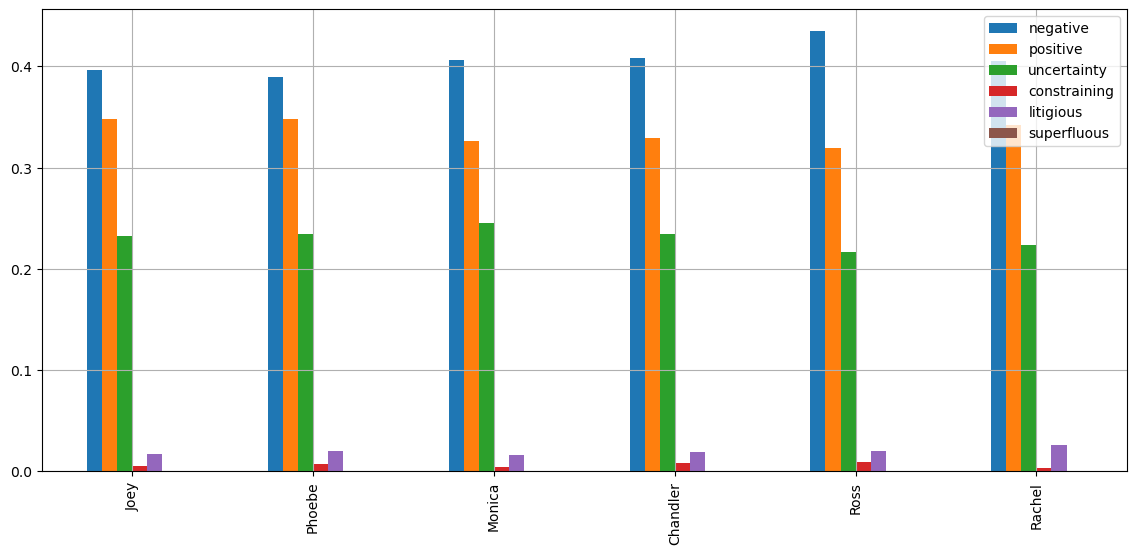 negative
positive
uncertainty
constraining
litigious
superfluous
0.4
0.3
0.2
0.1
0.0
Joey
Phoebe
Monica
Chandler
Ross
Rachel